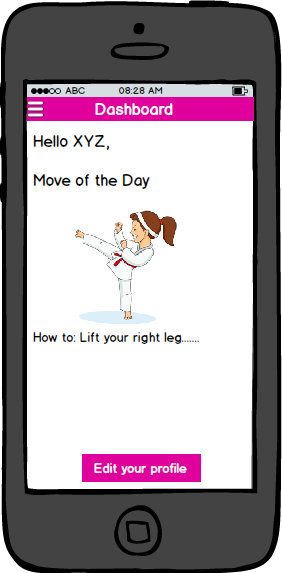 ABC 08:28 AM
Dashboard
Hello XYZ,
Move of the Day
How to: Lift your right leg.......
Edit your profile